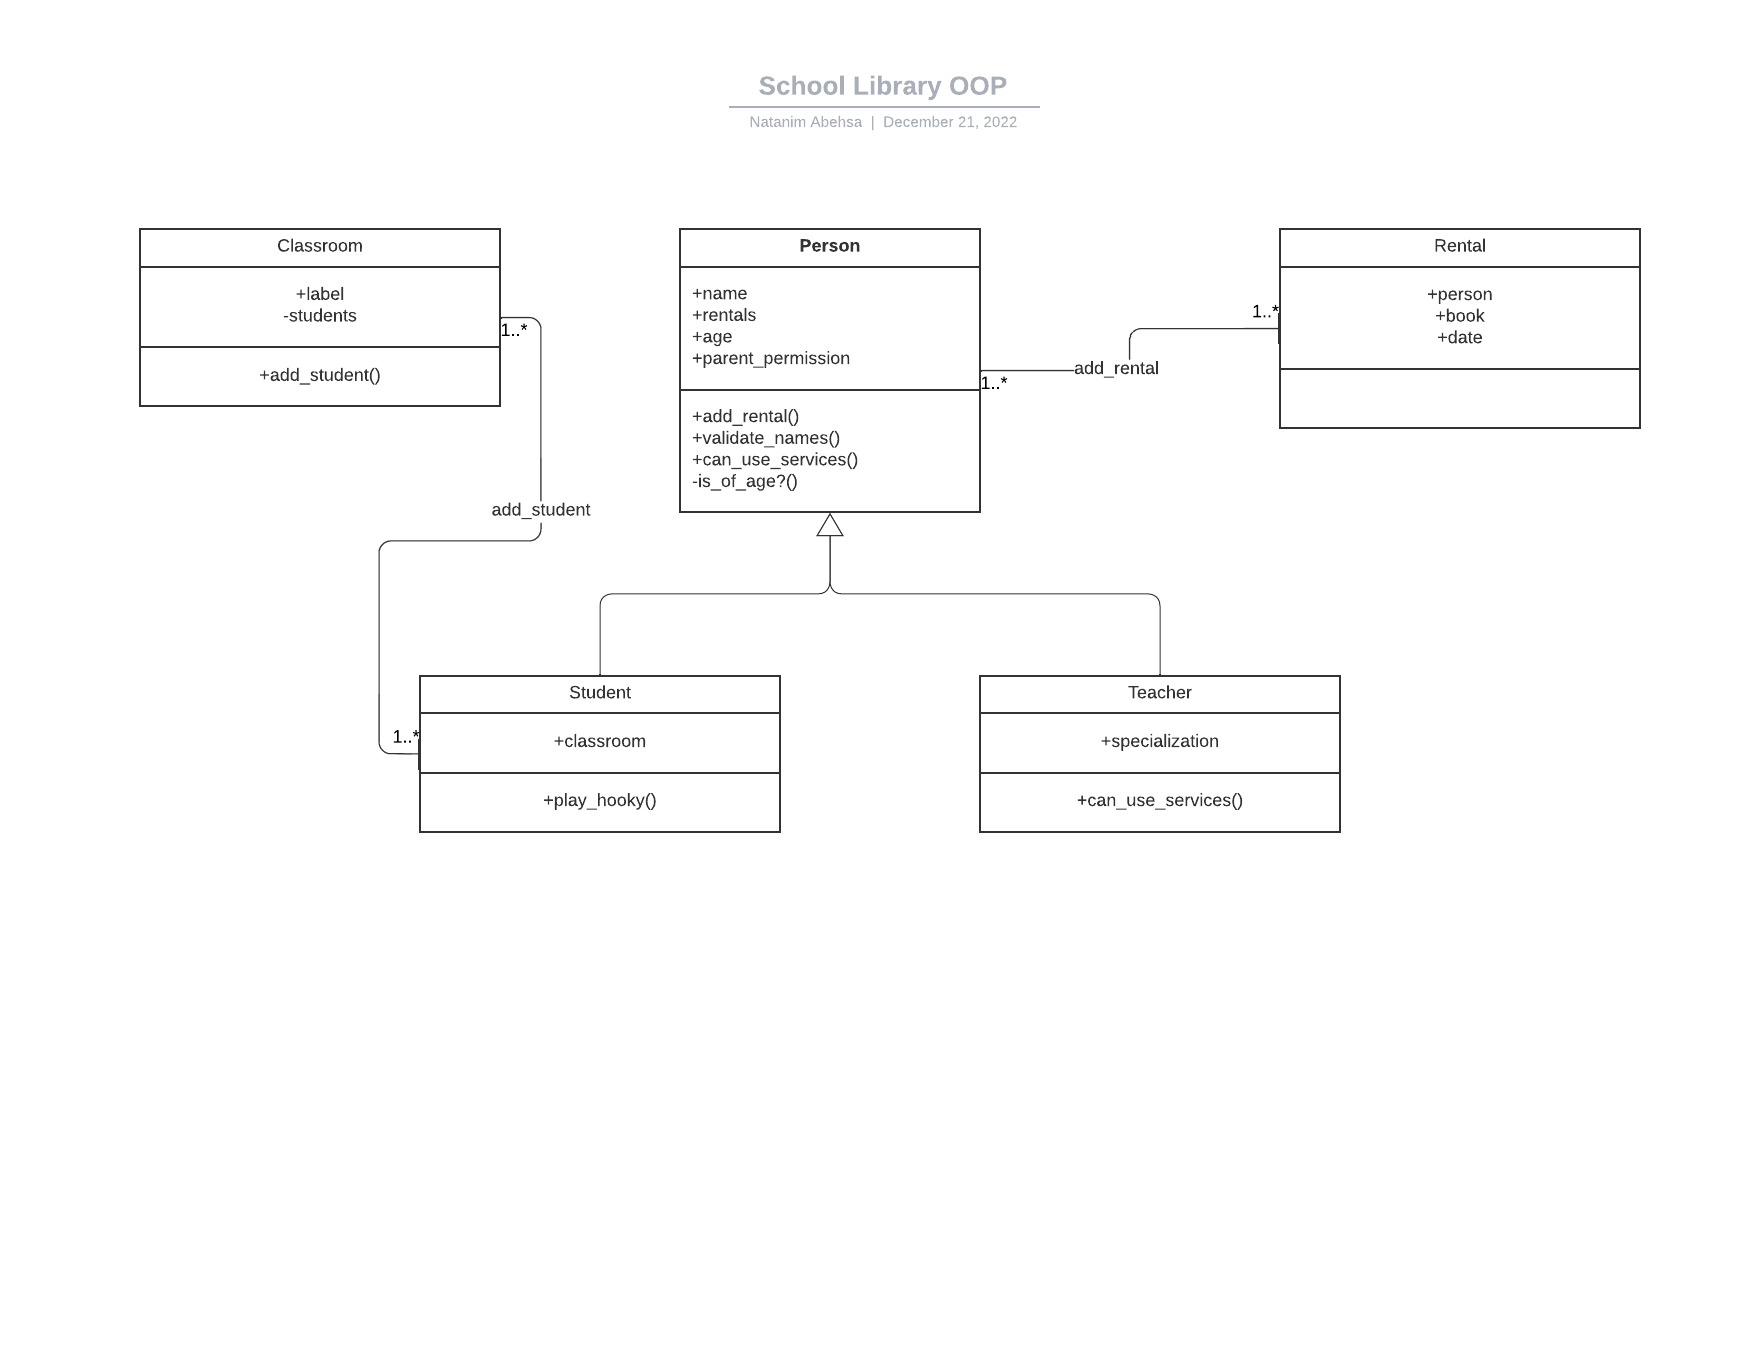 School Library OOP
Natanim Abehsa | December 21, 2022
Classroom
+label
-students
+add_student()
1..*
add_student
1..*
Person
+name
+rentals
+age
+parent_permission
+add_rental()
+validate_names()
+can_use_services()
-is_of_age?()
1..*
add_rental
1..*
Rental
+person
+book
+date
Student
+classroom
+play_hooky()
Teacher
+specialization
+can_use_services()